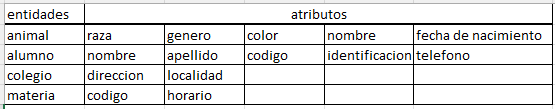 entidades atributos
animal raza genero color nombre fecha de nacimiento
alumno nombre apellido codigo identificacion telefono
colegio direccion localidad
materia codigo horario